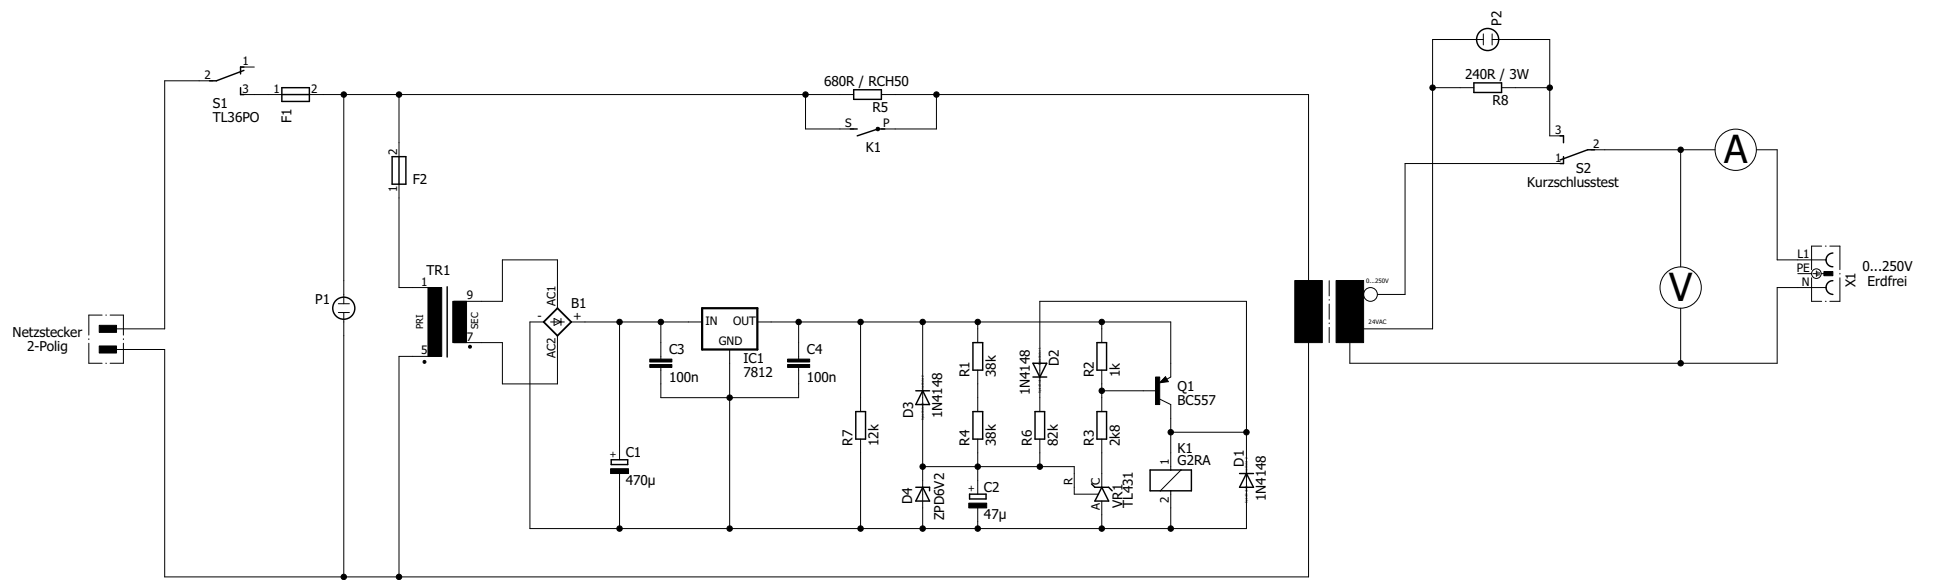 P2
240R / 3W
R8
680R / RCH50
R5
S
P
K1
1
2
3
S1
TL36PO
1
2
F1
2
1
F2
3
1
2
S2
Kurzschlusstest
A
V
L1
PE
N
X1
0...250V
Erdfrei
0...250V
24VAC
Netzstecker
2-Polig
P1
TR1
1
5
PRI
9
7
SEC
AC1
AC2
-
+
B1
C1
470µ
+
C3
100n
IN
OUT
GND
IC1
7812
C4
100n
R7
12k
D3
1N4148
D4
ZPD6V2
R1
38k
R4
38k
C2
47µ
+
1N4148
D2
R6
82k
R2
1k
R3
2k8
R
C
A
VR1
TL431
Q1
BC557
K1
G2RA
1
2
D1
1N4148